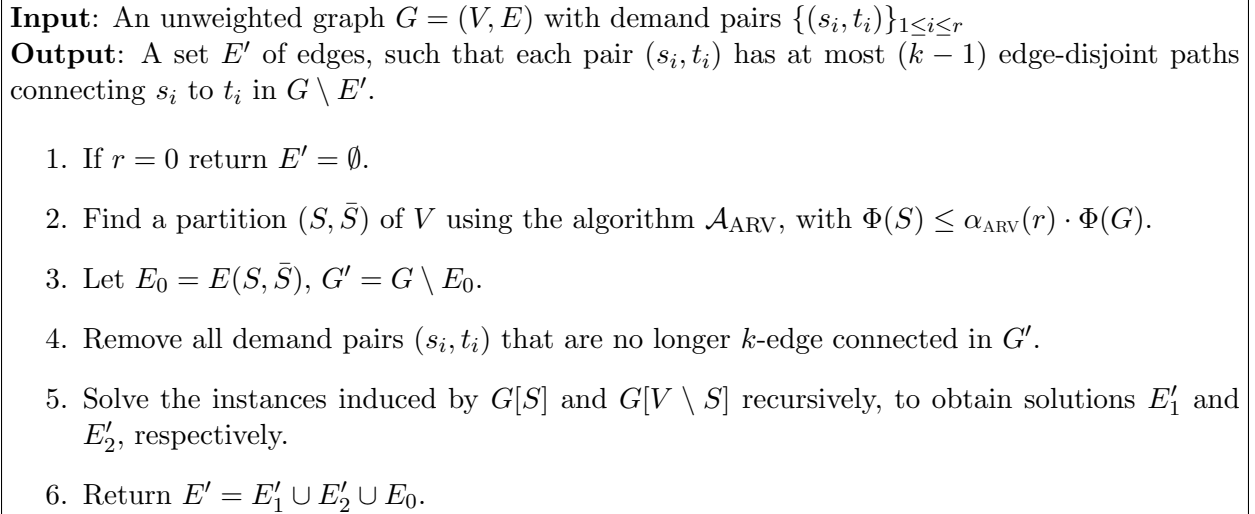 Input: An unweighted graph G = (V, E) with demand pairs {(s_i, t_i)}_{1≤i≤r}
Output: A set E′ of edges, such that each pair (s_i, t_i) has at most (k − 1) edge-disjoint paths
connecting s_i to t_i in G \ E′.
1. If r = 0 return E′ = ∅.
2. Find a partition (S, S̄) of V using the algorithm 𝒜_ARV, with Φ(S) ≤ α_ARV(r) · Φ(G).
3. Let E_0 = E(S, S̄), G′ = G \ E_0.
4. Remove all demand pairs (s_i, t_i) that are no longer k-edge connected in G′.
5. Solve the instances induced by G[S] and G[V \ S] recursively, to obtain solutions E′_1 and
E′_2, respectively.
6. Return E′ = E′_1 ∪ E′_2 ∪ E_0.